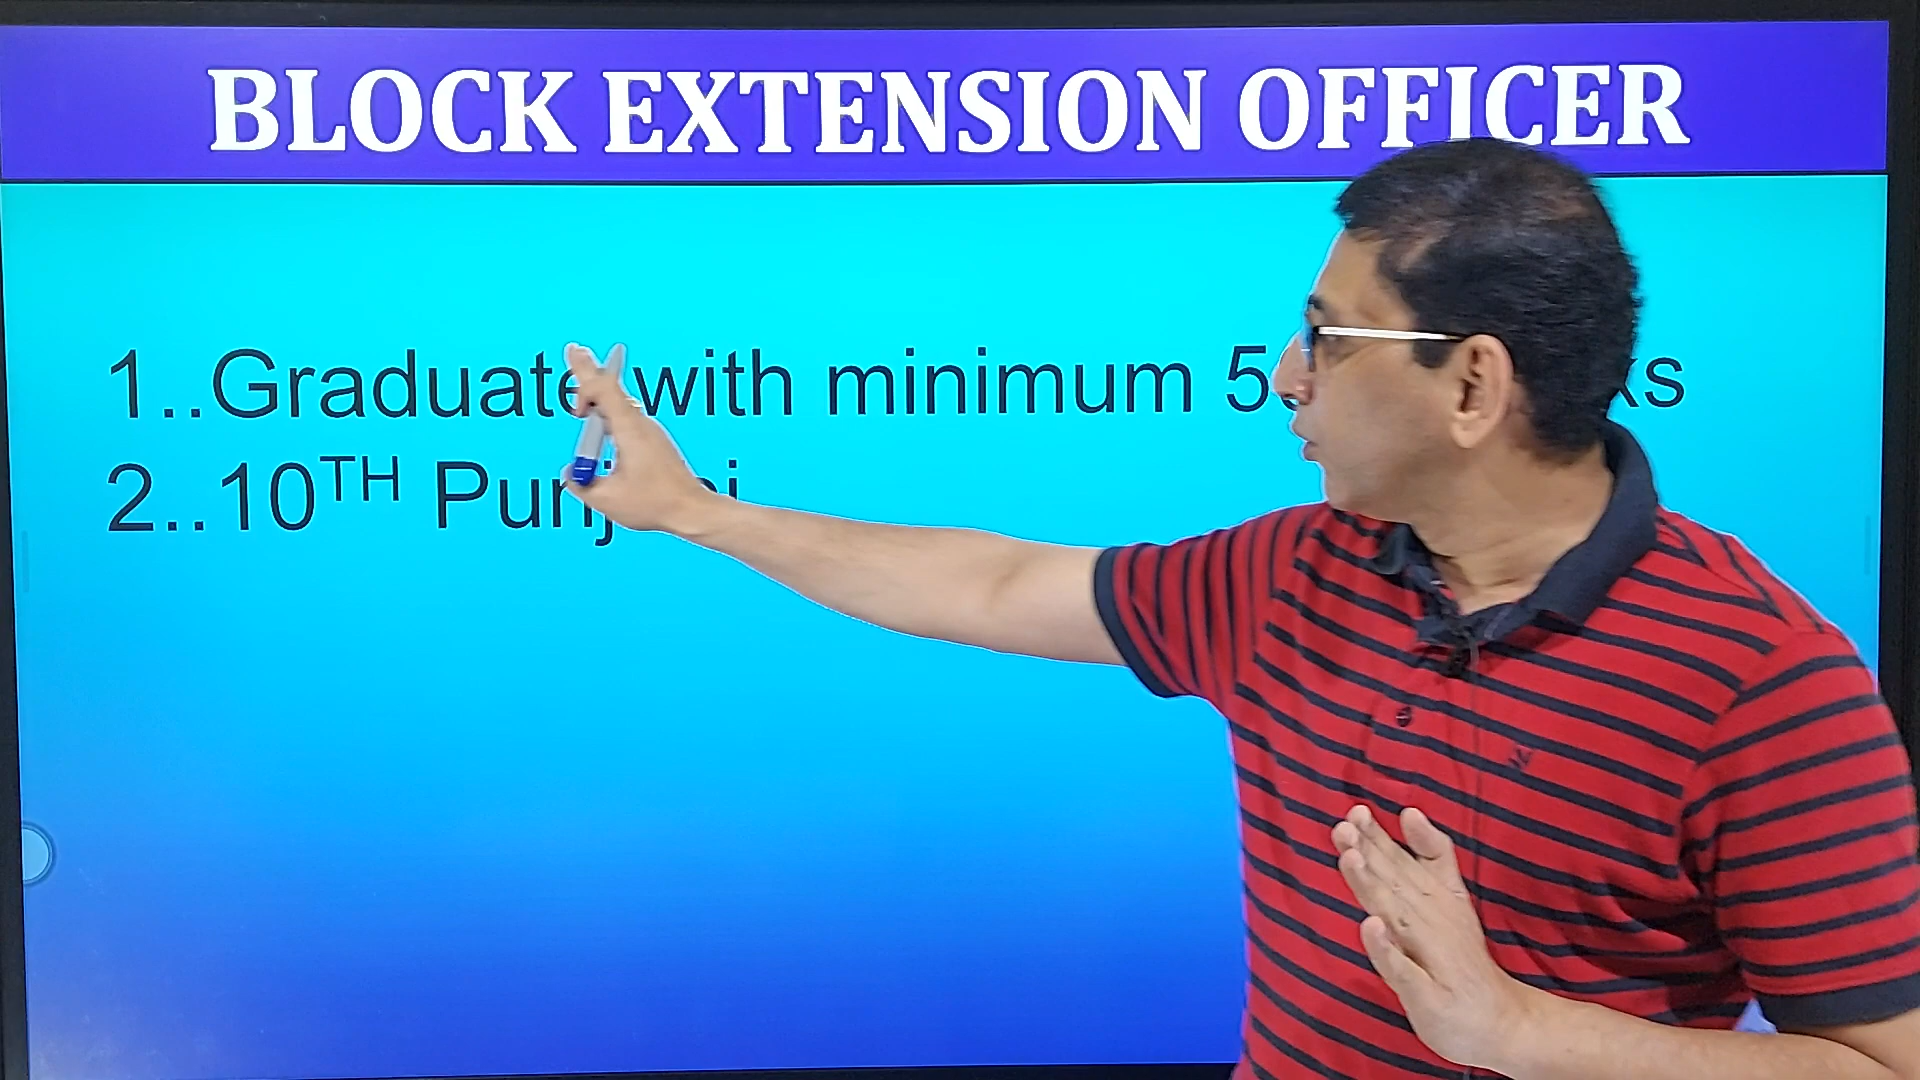 BLOCK EXTENSION OFFICER
1..Graduate with minimum
2..10TH